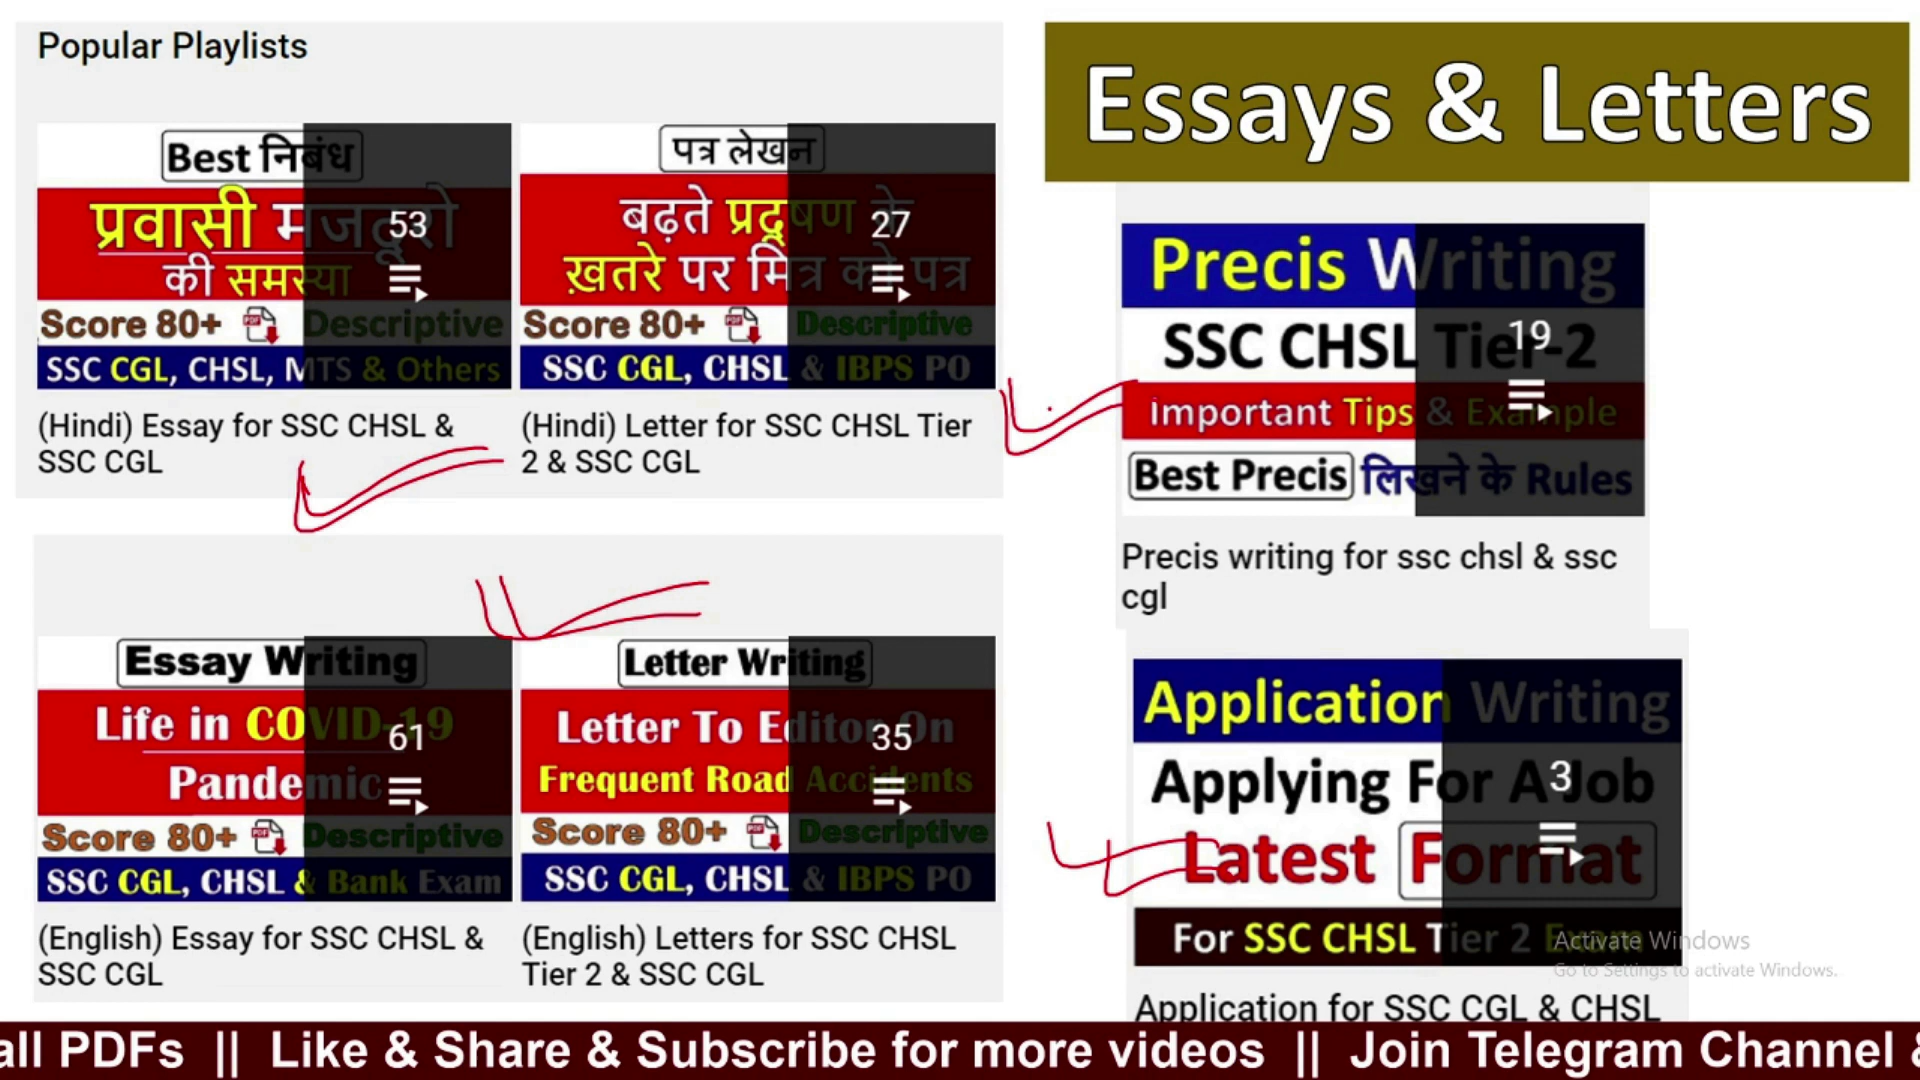 Popular Playlists
Essays & Letters
Best निबंध
प्रवासी मजदूरो
की समस्या
53
Score 80+ PDF Descriptive
SSC CGL, CHSL, MTS & Others
(Hindi) Essay for SSC CHSL &
SSC CGL
पत्र लेखन
बढ़ते प्रदूषण के
ख़तरे पर मित्र को पत्र
27
Score 80+ PDF Descriptive
SSC CGL, CHSL & IBPS PO
(Hindi) Letter for SSC CHSL Tier
2 & SSC CGL
Precis Writing
SSC CHSL Tier-2
19
Important Tips & Example
Best Precis लिखने के Rules
Precis writing for ssc chsl & ssc
cgl
Essay Writing
Life in COVID-19
Pandemic
61
Score 80+ PDF Descriptive
SSC CGL, CHSL & Bank Exam
(English) Essay for SSC CHSL &
SSC CGL
Letter Writing
Letter To Editor On
Frequent Road Accidents
35
Score 80+ PDF Descriptive
SSC CGL, CHSL & IBPS PO
(English) Letters for SSC CHSL
Tier 2 & SSC CGL
Application Writing
Applying For A Job
3
Latest Format
For SSC CHSL Tier 2 Exam
Application for SSC CGL & CHSL
Activate Windows
Go to Settings to activate Windows.
all PDFs || Like & Share & Subscribe for more videos || Join Telegram Channel &